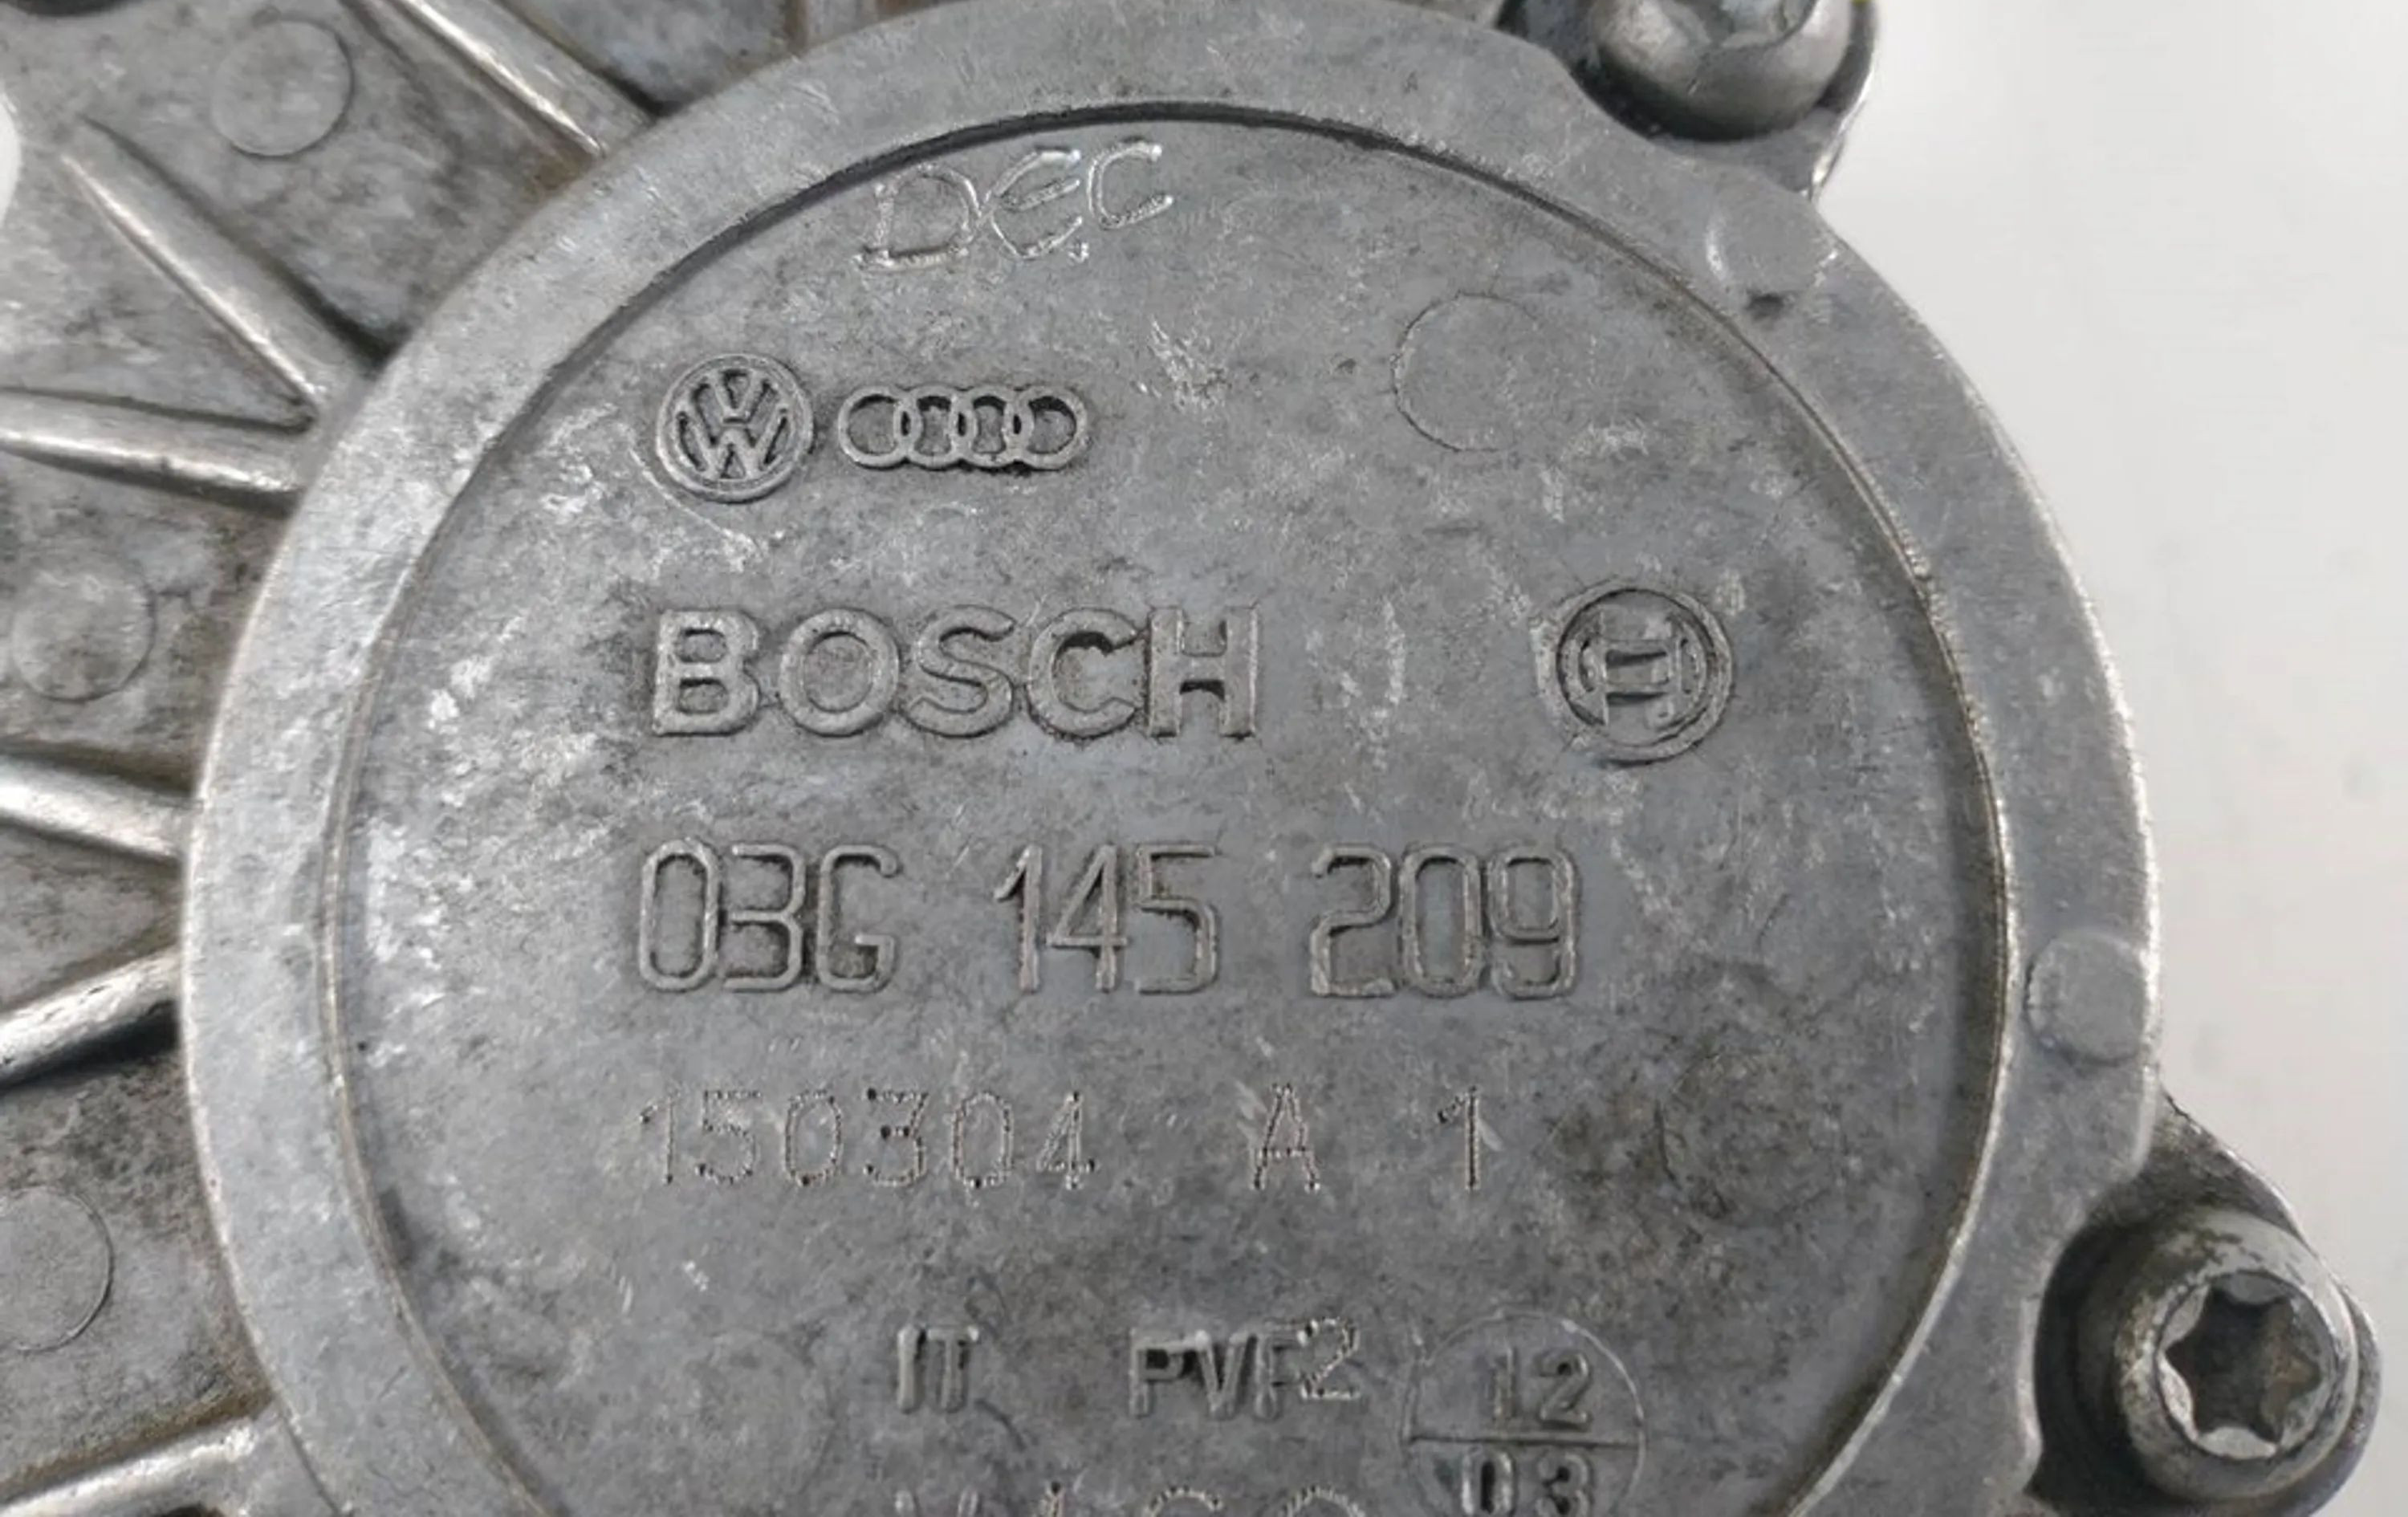 DEC
BOSCH
03G 145 209
150304 A 1
IT PVF2 12
03